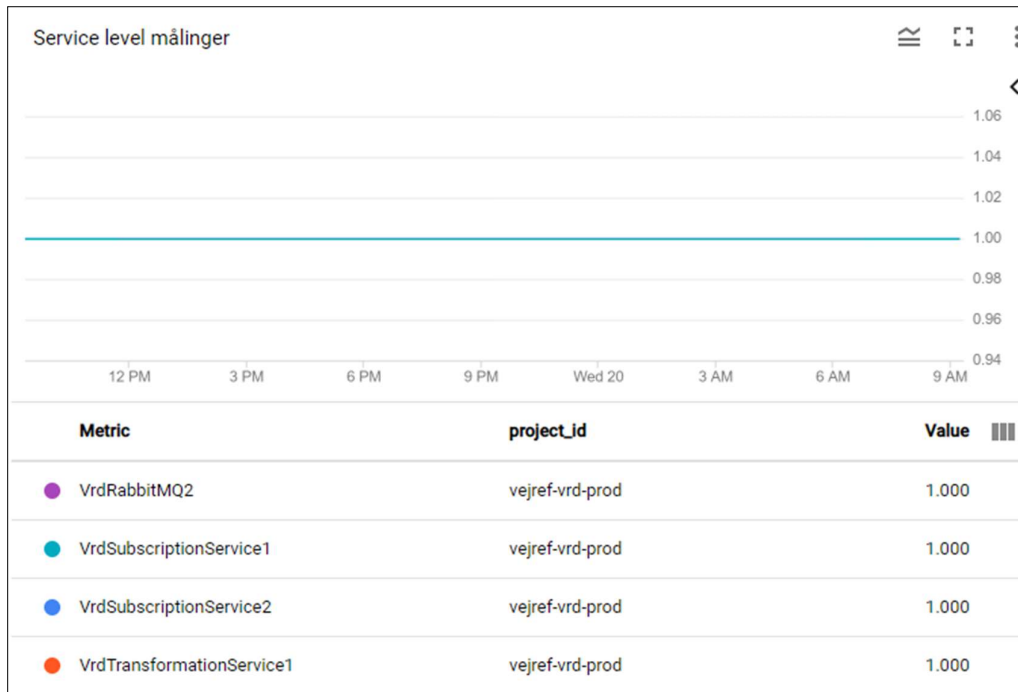 Service level målinger
1.06
1.04
1.02
1.00
0.98
0.96
0.94
12 PM 3 PM 6 PM 9 PM Wed 20 3 AM 6 AM 9 AM
Metric project_id Value
VrdRabbitMQ2 vejref-vrd-prod 1.000
VrdSubscriptionService1 vejref-vrd-prod 1.000
VrdSubscriptionService2 vejref-vrd-prod 1.000
VrdTransformationService1 vejref-vrd-prod 1.000